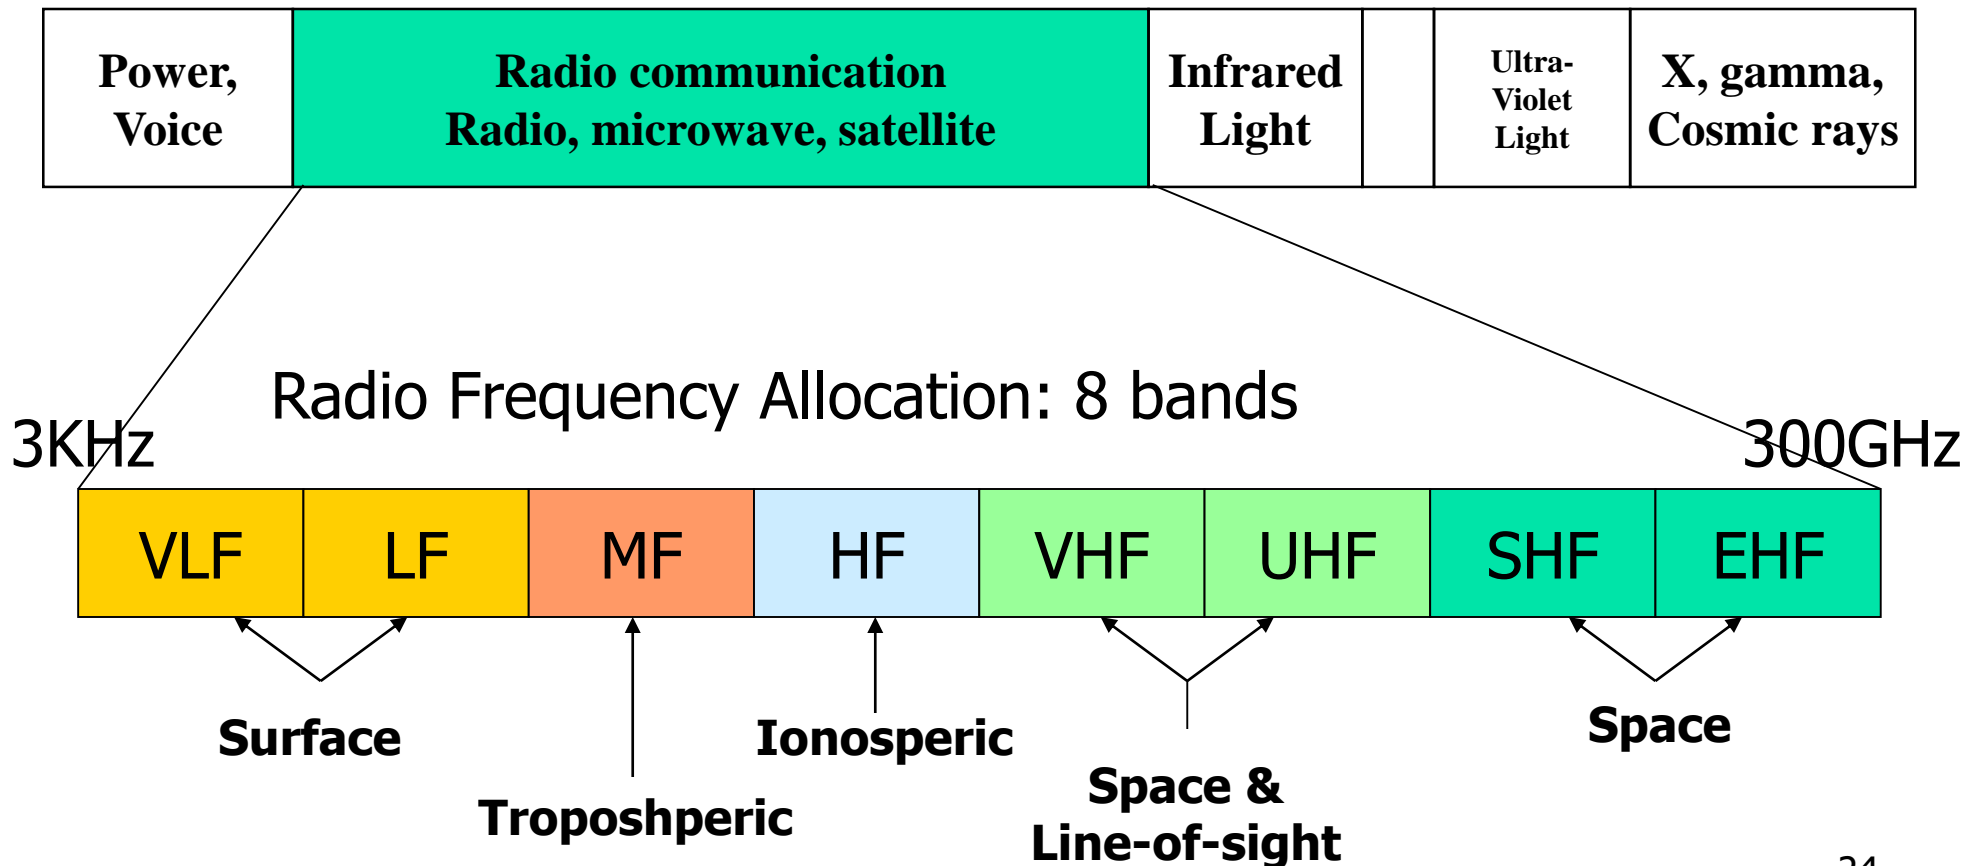 Power,
Voice
Radio communication
Radio, microwave, satellite
Infrared
Light
Ultra-
Violet
Light
X, gamma,
Cosmic rays
Radio Frequency Allocation: 8 bands
3KHz
300GHz
VLF
LF
MF
HF
VHF
UHF
SHF
EHF
Surface
Troposhperic
Ionosperic
Space &
Line-of-sight
Space